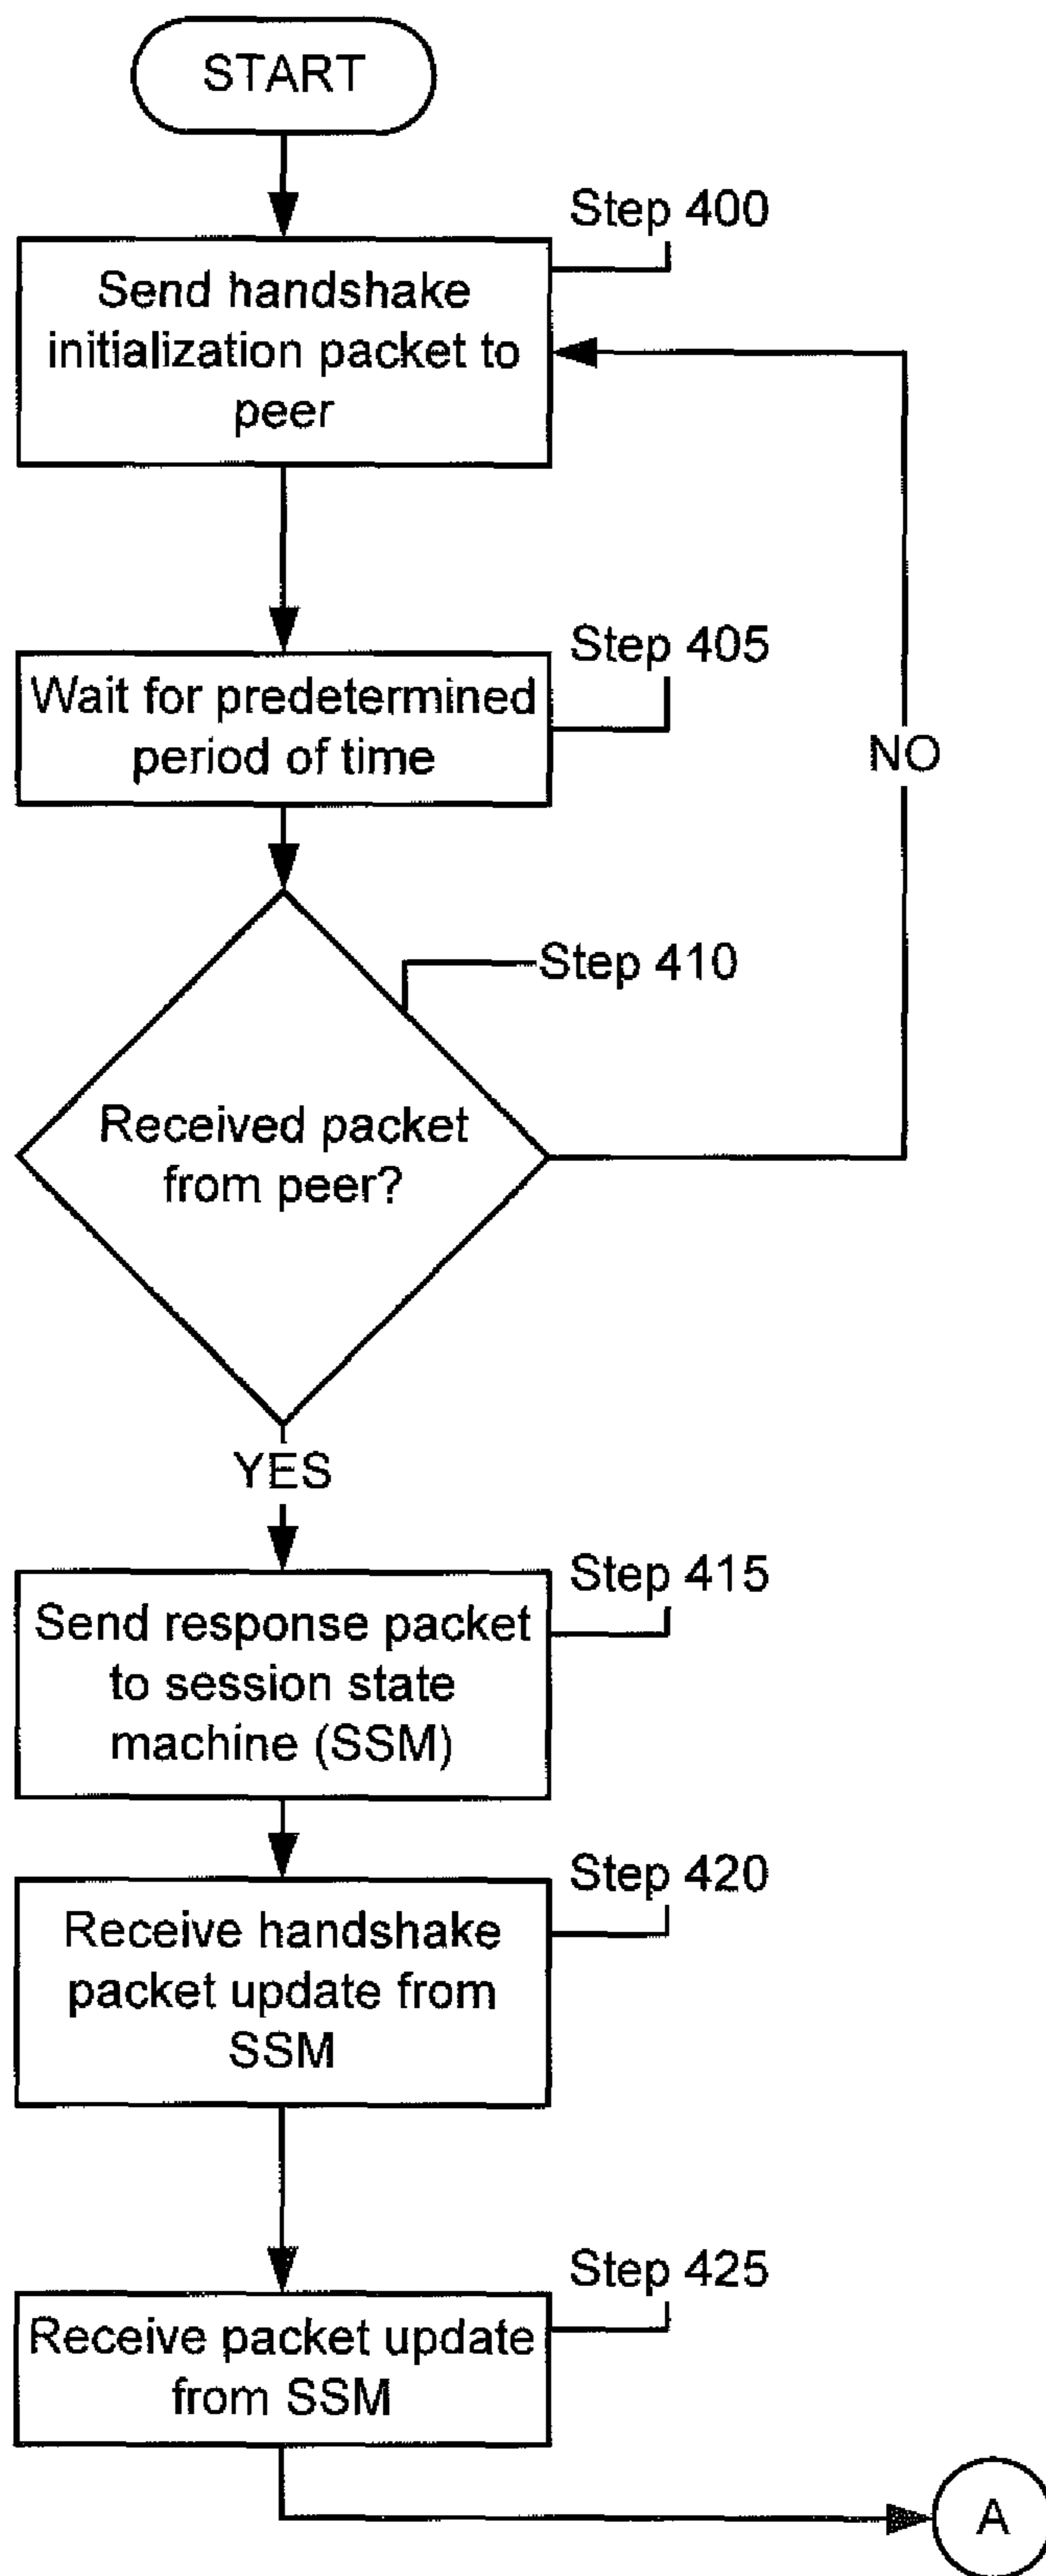 START
Step 400
Send handshake
initialization packet to
peer
Step 405
Wait for predetermined
period of time
NO
Step 410
Received packet
from peer?
YES
Step 415
Send response packet
to session state
machine (SSM)
Step 420
Receive handshake
packet update from
SSM
Step 425
Receive packet update
from SSM
A